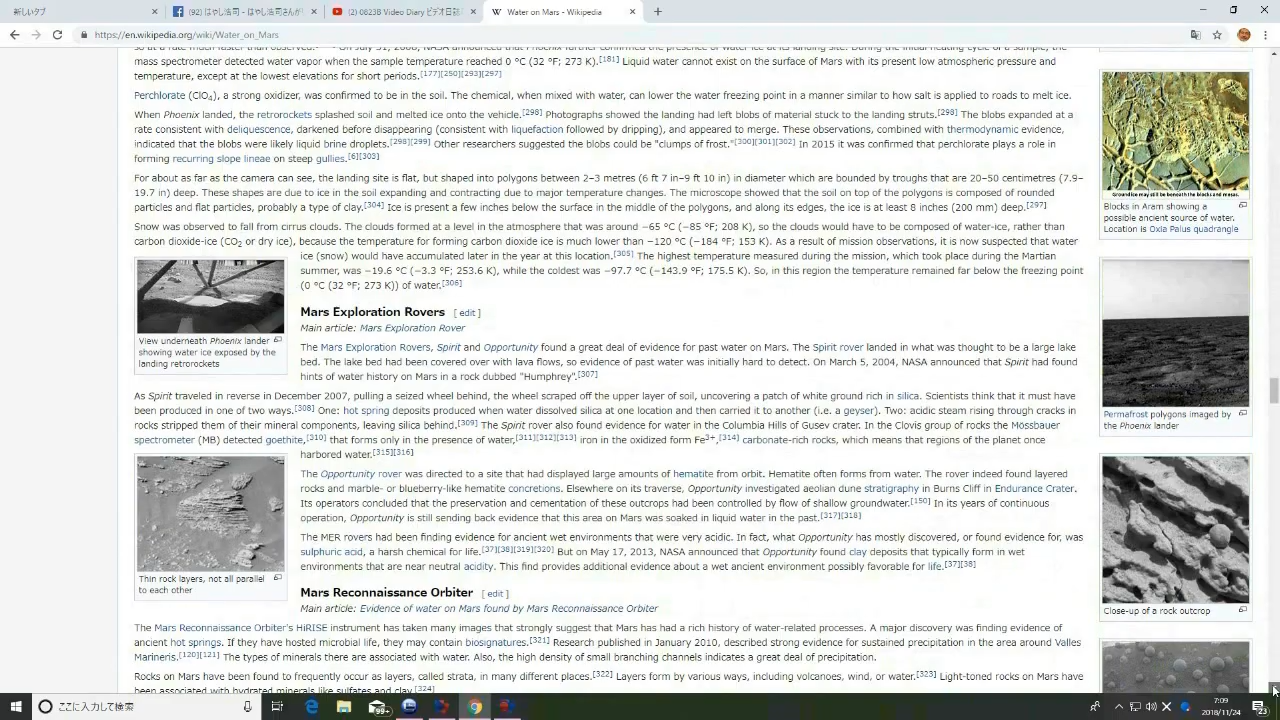 新しいタブ
(92) はやし浩司 - はやし浩司さんが
(2) 0823B Video Diary ビデオ日誌
Water on Mars - Wikipedia
https://en.wikipedia.org/wiki/Water_on_Mars
mass spectrometer detected water vapor when the sample temperature reached 0 °C (32 °F; 273 K).[181] Liquid water cannot exist on the surface of Mars with its present low atmospheric pressure and
temperature, except at the lowest elevations for short periods.[177][250][293][297]
Perchlorate (ClO4), a strong oxidizer, was confirmed to be in the soil. The chemical, when mixed with water, can lower the water freezing point in a manner similar to how salt is applied to roads to melt ice.
When Phoenix landed, the retrorockets splashed soil and melted ice onto the vehicle.[298] Photographs showed the landing had left blobs of material stuck to the landing struts.[298] The blobs expanded at a
rate consistent with deliquescence, darkened before disappearing (consistent with liquefaction followed by dripping), and appeared to merge. These observations, combined with thermodynamic evidence,
indicated that the blobs were likely liquid brine droplets.[298][299] Other researchers suggested the blobs could be "clumps of frost."[300][301][302] In 2015 it was confirmed that perchlorate plays a role in
forming recurring slope lineae on steep gullies.[6][303]
For about as far as the camera can see, the landing site is flat, but shaped into polygons between 2–3 metres (6 ft 7 in–9 ft 10 in) in diameter which are bounded by troughs that are 20–50 centimetres (7.9–
19.7 in) deep. These shapes are due to ice in the soil expanding and contracting due to major temperature changes. The microscope showed that the soil on top of the polygons is composed of rounded
particles and flat particles, probably a type of clay.[304] Ice is present a few inches below the surface in the middle of the polygons, and along its edges, the ice is at least 8 inches (200 mm) deep.[297]
Snow was observed to fall from cirrus clouds. The clouds formed at a level in the atmosphere that was around −65 °C (−85 °F; 208 K), so the clouds would have to be composed of water-ice, rather than
carbon dioxide-ice (CO2 or dry ice), because the temperature for forming carbon dioxide ice is much lower than −120 °C (−184 °F; 153 K). As a result of mission observations, it is now suspected that water
ice (snow) would have accumulated later in the year at this location.[305] The highest temperature measured during the mission, which took place during the Martian
summer, was −19.6 °C (−3.3 °F; 253.6 K), while the coldest was −97.7 °C (−143.9 °F; 175.5 K). So, in this region the temperature remained far below the freezing point
(0 °C (32 °F; 273 K)) of water.[306]
View underneath Phoenix lander
showing water ice exposed by the
landing retrorockets
Mars Exploration Rovers [ edit ]
Main article: Mars Exploration Rover
The Mars Exploration Rovers, Spirit and Opportunity found a great deal of evidence for past water on Mars. The Spirit rover landed in what was thought to be a large lake
bed. The lake bed had been covered over with lava flows, so evidence of past water was initially hard to detect. On March 5, 2004, NASA announced that Spirit had found
hints of water history on Mars in a rock dubbed "Humphrey".[307]
As Spirit traveled in reverse in December 2007, pulling a seized wheel behind, the wheel scraped off the upper layer of soil, uncovering a patch of white ground rich in silica. Scientists think that it must have
been produced in one of two ways.[308] One: hot spring deposits produced when water dissolved silica at one location and then carried it to another (i.e. a geyser). Two: acidic steam rising through cracks in
rocks stripped them of their mineral components, leaving silica behind.[309] The Spirit rover also found evidence for water in the Columbia Hills of Gusev crater. In the Clovis group of rocks the Mössbauer
spectrometer (MB) detected goethite,[310] that forms only in the presence of water,[311][312][313] iron in the oxidized form Fe3+,[314] carbonate-rich rocks, which means that regions of the planet once
harbored water.[315][316]
The Opportunity rover was directed to a site that had displayed large amounts of hematite from orbit. Hematite often forms from water. The rover indeed found layered
rocks and marble- or blueberry-like hematite concretions. Elsewhere on its traverse, Opportunity investigated aeolian dune stratigraphy in Burns Cliff in Endurance Crater.
Its operators concluded that the preservation and cementation of these outcrops had been controlled by flow of shallow groundwater.[150] In its years of continuous
operation, Opportunity is still sending back evidence that this area on Mars was soaked in liquid water in the past.[317][318]
The MER rovers had been finding evidence for ancient wet environments that were very acidic. In fact, what Opportunity has mostly discovered, or found evidence for, was
sulphuric acid, a harsh chemical for life.[37][38][319][320] But on May 17, 2013, NASA announced that Opportunity found clay deposits that typically form in wet
environments that are near neutral acidity. This find provides additional evidence about a wet ancient environment possibly favorable for life.[37][38]
Thin rock layers, not all parallel
to each other
Mars Reconnaissance Orbiter [ edit ]
Main article: Evidence of water on Mars found by Mars Reconnaissance Orbiter
The Mars Reconnaissance Orbiter's HiRISE instrument has taken many images that strongly suggest that Mars has had a rich history of water-related processes. A major discovery was finding evidence of
ancient hot springs. If they have hosted microbial life, they may contain biosignatures.[321] Research published in January 2010, described strong evidence for sustained precipitation in the area around Valles
Marineris.[120][121] The types of minerals there are associated with water. Also, the high density of small branching channels indicates a great deal of precipitation.
Rocks on Mars have been found to frequently occur as layers, called strata, in many different places.[322] Layers form by various ways, including volcanoes, wind, or water.[323] Light-toned rocks on Mars have
been associated with hydrated minerals like sulfates and clay.[324]
Ground ice may still be beneath the blocks and mesas.
Blocks in Aram showing a
possible ancient source of water.
Location is Oxia Palus quadrangle
Permafrost polygons imaged by
the Phoenix lander
Close-up of a rock outcrop
ここに入力して検索
99+
7:09
2018/11/24
23